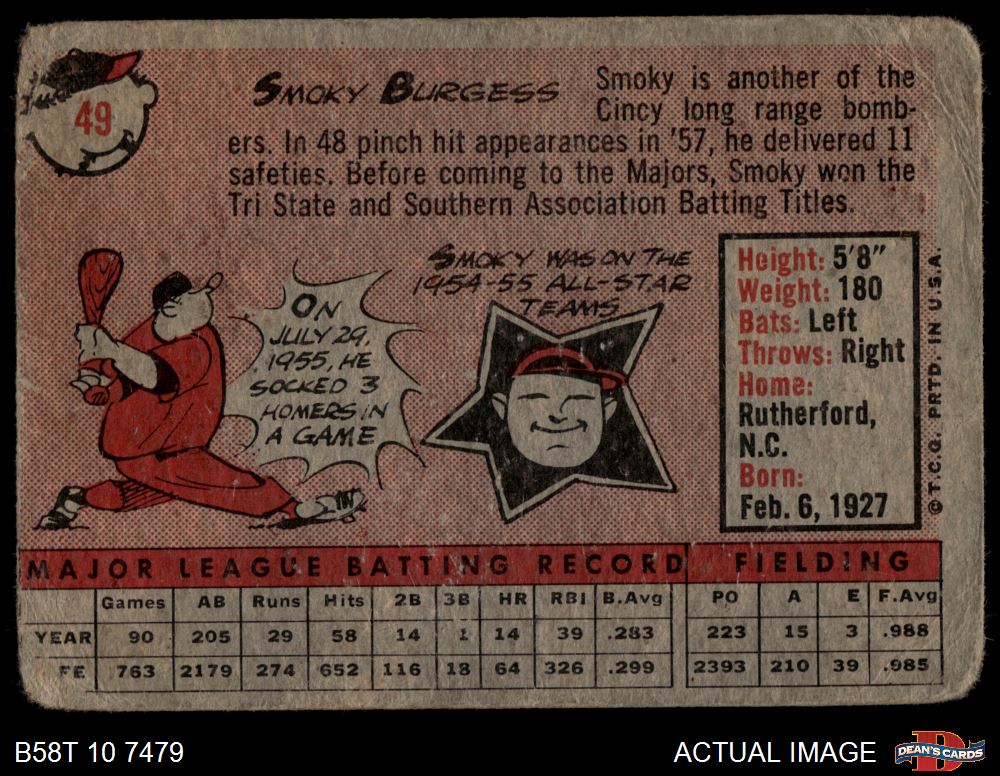 49
SMOKY BURGESS
Smoky is another of the
Cincy long range bomb-
ers. In 48 pinch hit appearances in '57, he delivered 11
safeties. Before coming to the Majors, Smoky won the
Tri State and Southern Association Batting Titles.
ON
JULY 29,
1955, HE
SOCKED 3
HOMERS IN
A GAME
SMOKY WAS ON THE
1954-55 ALL-STAR
TEAMS
Height: 5'8"
Weight: 180
Bats: Left
Throws: Right
Home:
Rutherford,
N.C.
Born:
Feb. 6, 1927
©T.C.G. PRTD. IN U.S.A.
MAJOR LEAGUE BATTING RECORD FIELDING
Games AB Runs Hits 2B 3B HR RBI B.Avg PO A E F.Avg
YEAR 90 205 29 58 14 1 14 39 .283 223 15 3 .988
FE 763 2179 274 652 116 18 64 326 .299 2393 210 39 .985
B58T 10 7479
ACTUAL IMAGE
DEAN'S CARDS